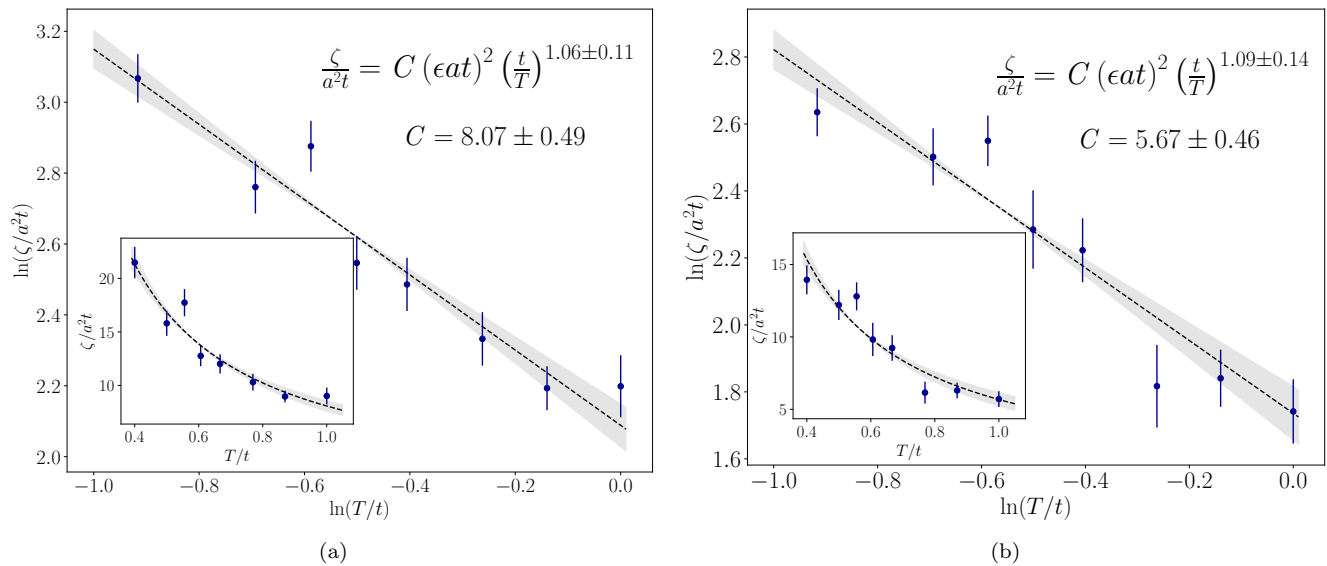 ζ/a²t = C (ϵat)² (t/T)^1.06±0.11
C = 8.07 ± 0.49
ln(ζ/a²t)
3.2
3.0
2.8
2.6
2.4
2.2
2.0
−1.0 −0.8 −0.6 −0.4 −0.2 0.0
ln(T/t)
ζ/a²t
20
15
10
0.4 0.6 0.8 1.0
T/t
(a)
ζ/a²t = C (ϵat)² (t/T)^1.09±0.14
C = 5.67 ± 0.46
ln(ζ/a²t)
2.8
2.6
2.4
2.2
2.0
1.8
1.6
−1.0 −0.8 −0.6 −0.4 −0.2 0.0
ln(T/t)
ζ/a²t
15
10
5
0.4 0.6 0.8 1.0
T/t
(b)